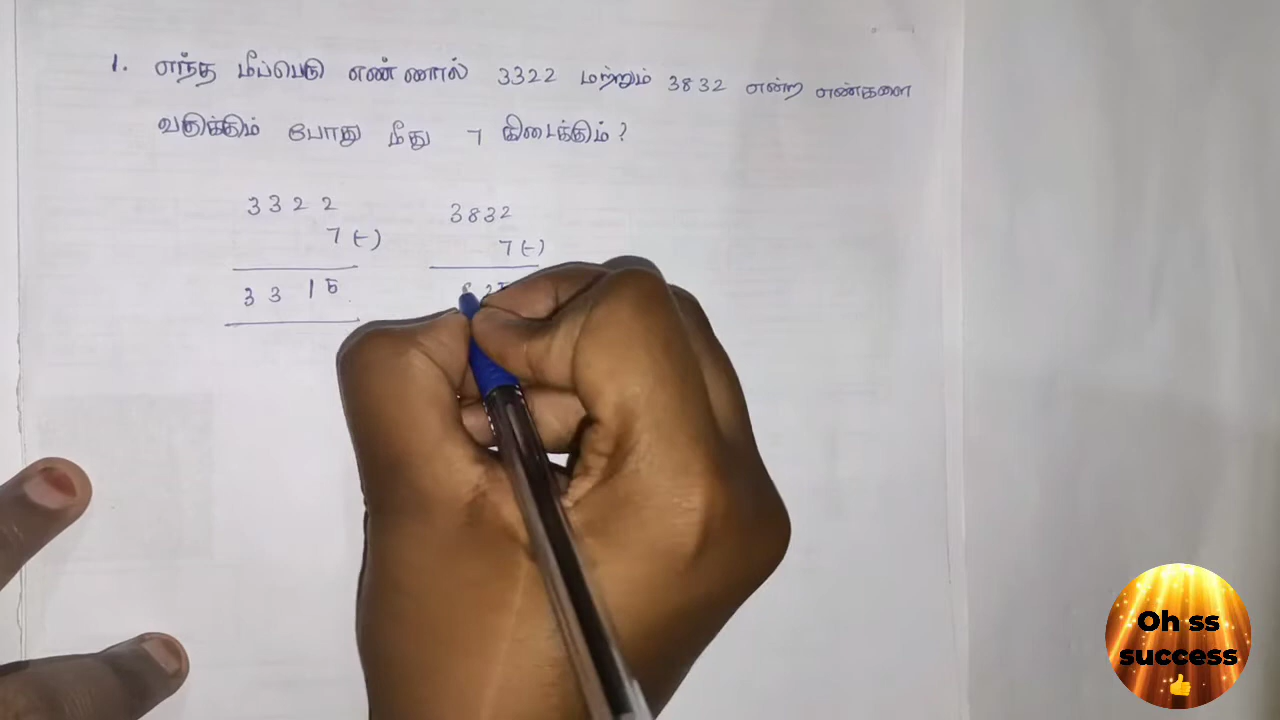 1. எந்த மீப்பெரு எண்ணால் 3322 மற்றும் 3832 என்ற எண்களை
வகுக்கும் போது மீதி 7 கிடைக்கும் ?
3322 3832
7 (-) 7 (-)
3315 825
Oh ss
success